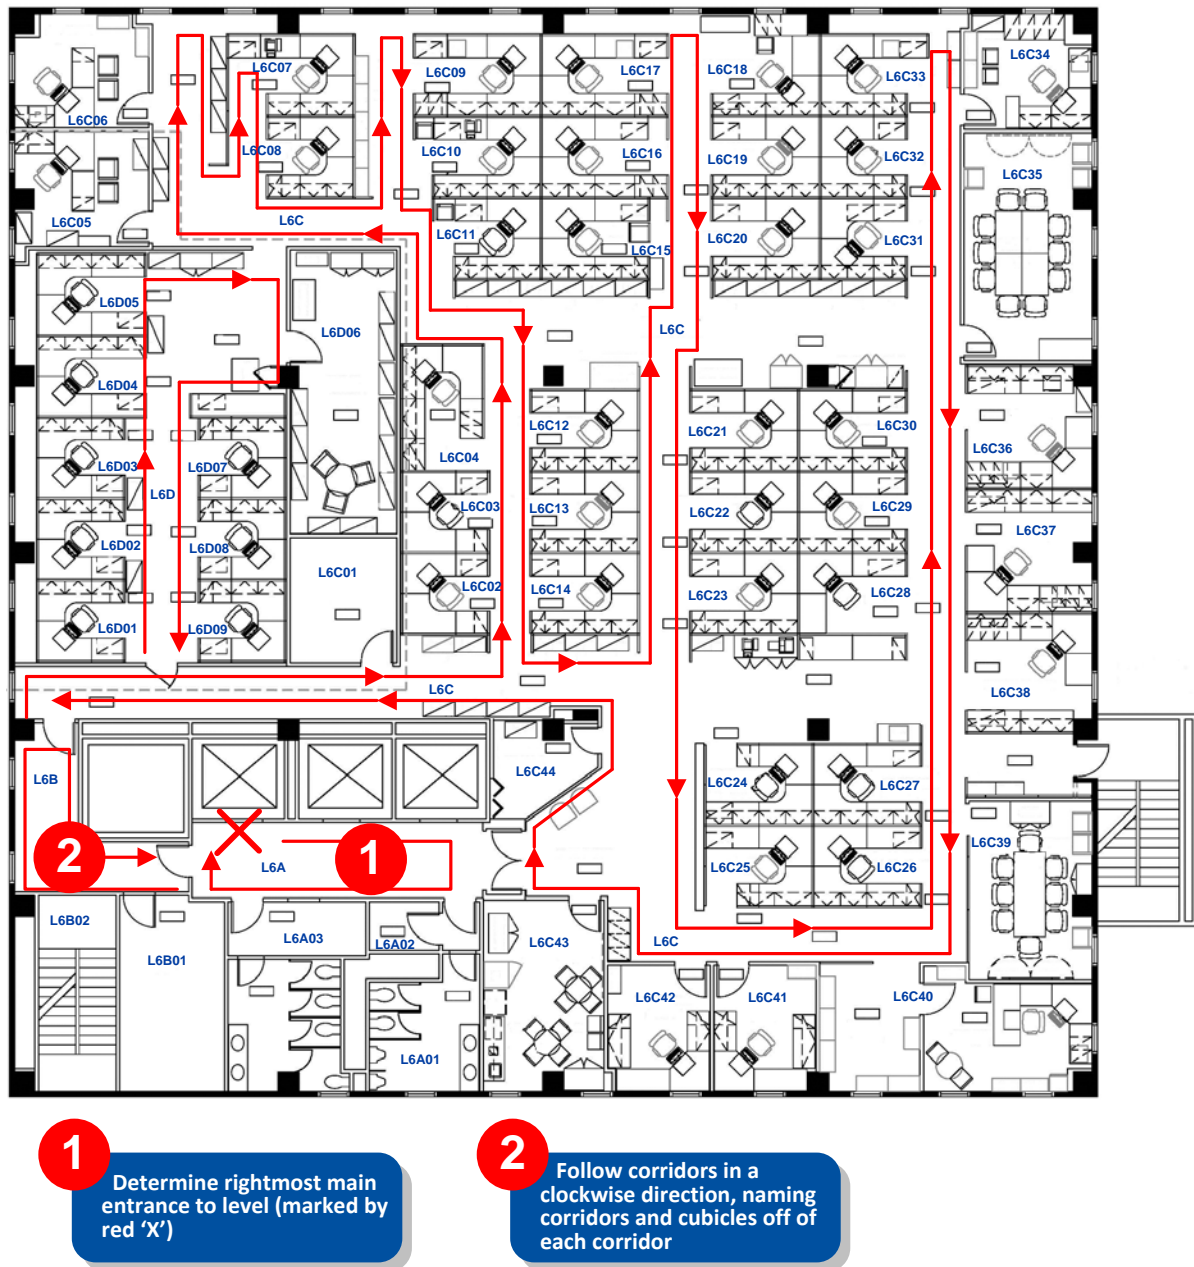 L6C34
L6C07
L6C09
L6C17
L6C18
L6C33
L6C06
L6C08
L6C10
L6C16
L6C19
L6C32
L6C35
L6C05
L6C
L6C11
L6C15
L6C20
L6C31
L6D05
L6D06
L6C
L6D04
L6C12
L6C21
L6C30
L6C36
L6D03
L6D07
L6C04
L6D
L6C03
L6C13
L6C22
L6C29
L6C37
L6D02
L6D08
L6C01
L6C02
L6C14
L6C23
L6C28
L6D01
L6D09
L6C
L6C38
L6B
L6C44
L6C24
L6C27
2
L6A
1
L6C25
L6C26
L6C39
L6B02
L6A03
L6A02
L6C43
L6C
L6B01
L6C42
L6C41
L6C40
L6A01
1
Determine rightmost main
entrance to level (marked by
red ‘X’)
2
Follow corridors in a
clockwise direction, naming
corridors and cubicles off of
each corridor